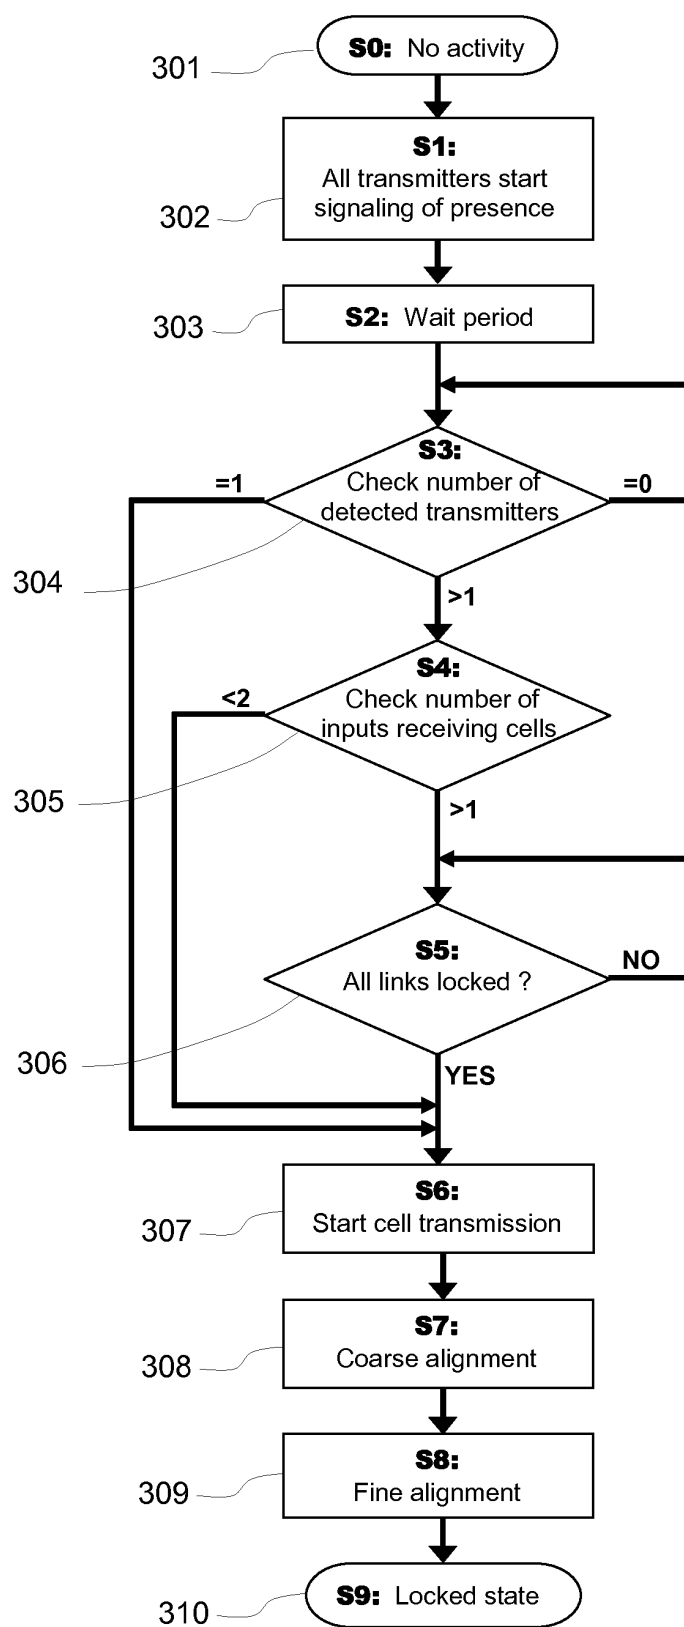 301
S0: No activity
S1:
All transmitters start
signaling of presence
302
S2: Wait period
303
S3:
Check number of
detected transmitters
=1
=0
304
>1
S4:
Check number of
inputs receiving cells
<2
305
>1
S5:
All links locked ?
NO
306
YES
S6:
Start cell transmission
307
S7:
Coarse alignment
308
S8:
Fine alignment
309
S9: Locked state
310